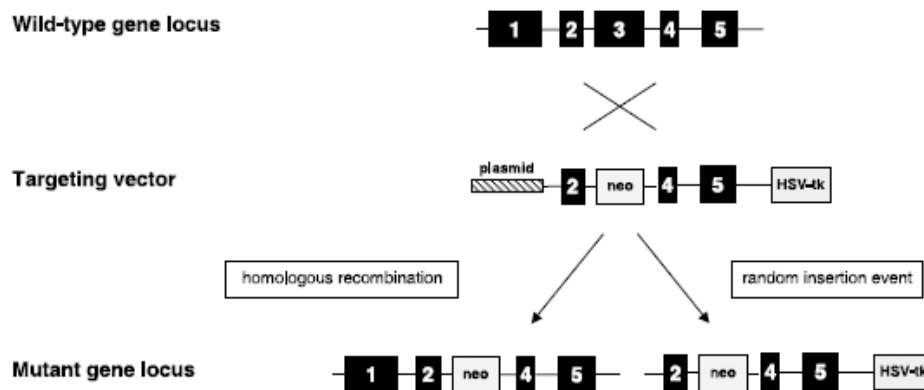 Wild-type gene locus
1 2 3 4 5
plasmid
Targeting vector
2 neo 4 5 HSV-tk
homologous recombination
random insertion event
Mutant gene locus
1 2 neo 4 5
2 neo 4 5 HSV-tk